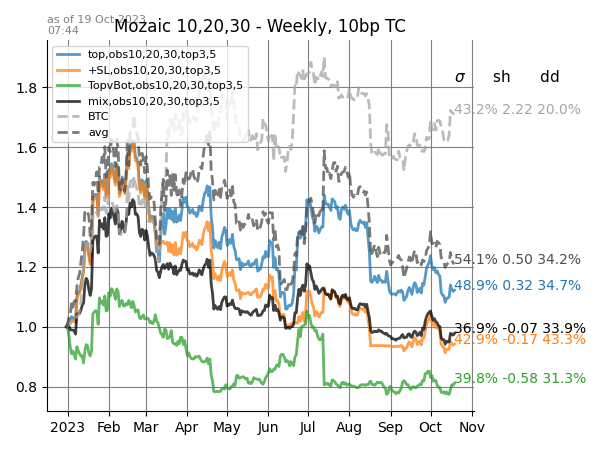 as of 19 Oct 2023
07:44
Mozaic 10,20,30 - Weekly, 10bp TC
top,obs10,20,30,top3,5
+SL,obs10,20,30,top3,5
TopvBot,obs10,20,30,top3,5
mix,obs10,20,30,top3,5
BTC
avg
σ sh dd
43.2% 2.22 20.0%
54.1% 0.50 34.2%
48.9% 0.32 34.7%
36.9% -0.07 33.9%
42.9% -0.17 43.3%
39.8% -0.58 31.3%
1.8
1.6
1.4
1.2
1.0
0.8
2023 Feb Mar Apr May Jun Jul Aug Sep Oct Nov